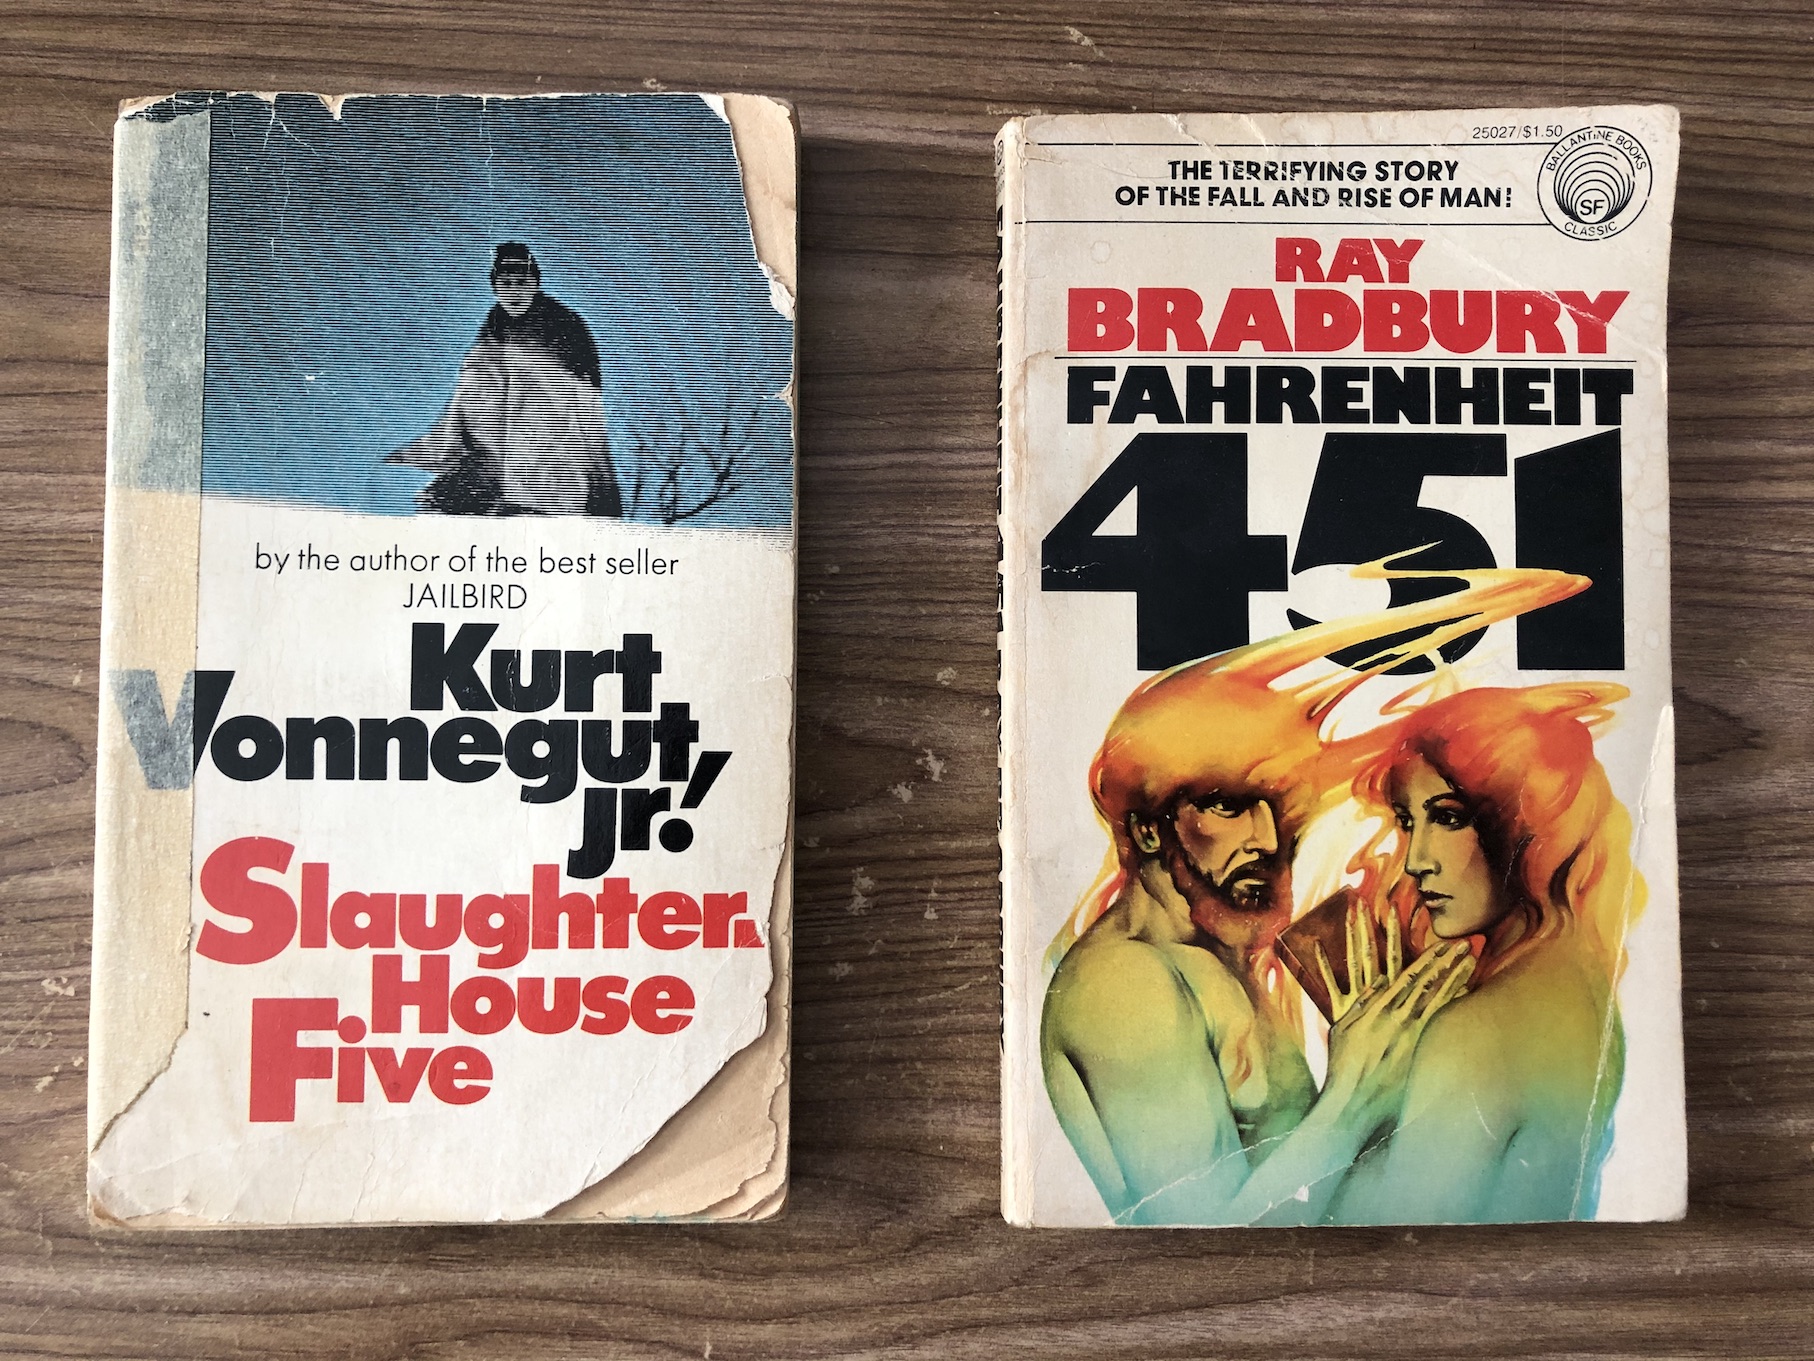 by the author of the best seller
JAILBIRD
Kurt
Vonnegut,
jr.!
Slaughter-
House
Five
25027/$1.50
BALLANTINE BOOKS
SF
CLASSIC
THE TERRIFYING STORY
OF THE FALL AND RISE OF MAN!
RAY
BRADBURY
FAHRENHEIT
451